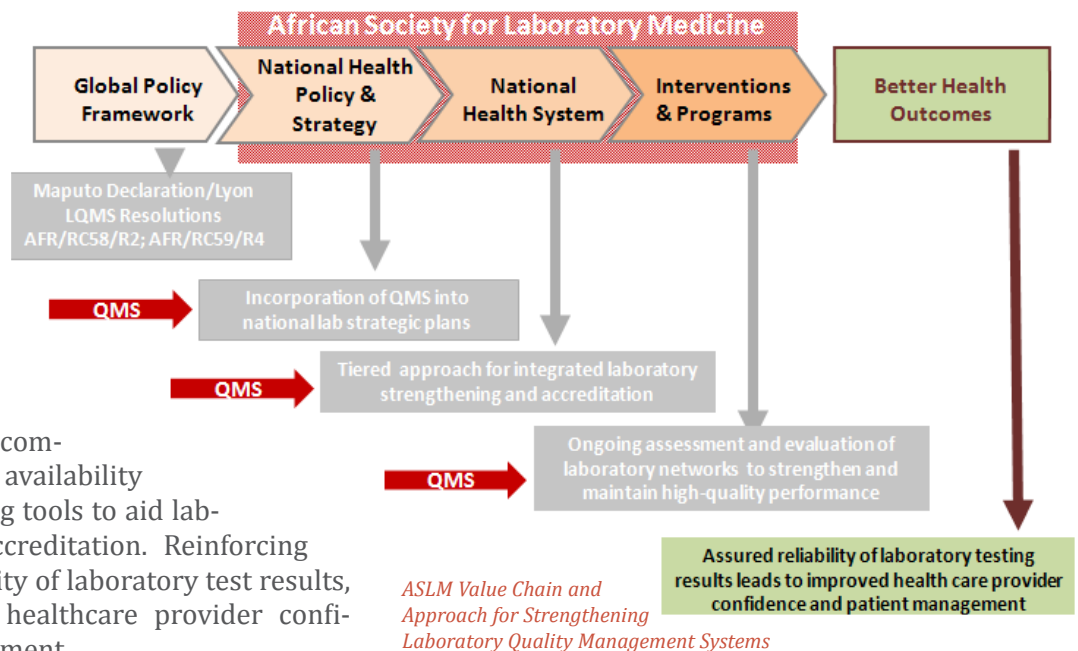 African Society for Laboratory Medicine
Global Policy
Framework
National Health
Policy &
Strategy
National
Health System
Interventions
& Programs
Better Health
Outcomes
Maputo Declaration/Lyon
LQMS Resolutions
AFR/RC58/R2; AFR/RC59/R4
QMS
Incorporation of QMS into
national lab strategic plans
QMS
Tiered approach for integrated laboratory
strengthening and accreditation
QMS
Ongoing assessment and evaluation of
laboratory networks to strengthen and
maintain high-quality performance
Assured reliability of laboratory testing
results leads to improved health care provider
confidence and patient management
com-
availability
g tools to aid lab-
ccreditation. Reinforcing
ity of laboratory test results,
healthcare provider confi-
ement
ASLM Value Chain and
Approach for Strengthening
Laboratory Quality Management Systems